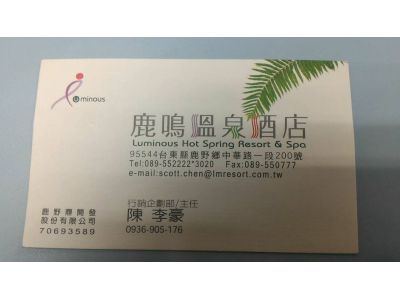 Luminous
鹿鳴溫泉酒店
Luminous Hot Spring Resort & Spa
95544台東縣鹿野鄉中華路一段200號
Tel:089-552222*3020 Fax:089-550777
e-mail:scott.chen@lmresort.com.tw
行銷企劃部/主任
陳 李豪
0936-905-176
鹿野鼎開發
股份有限公司
70693589